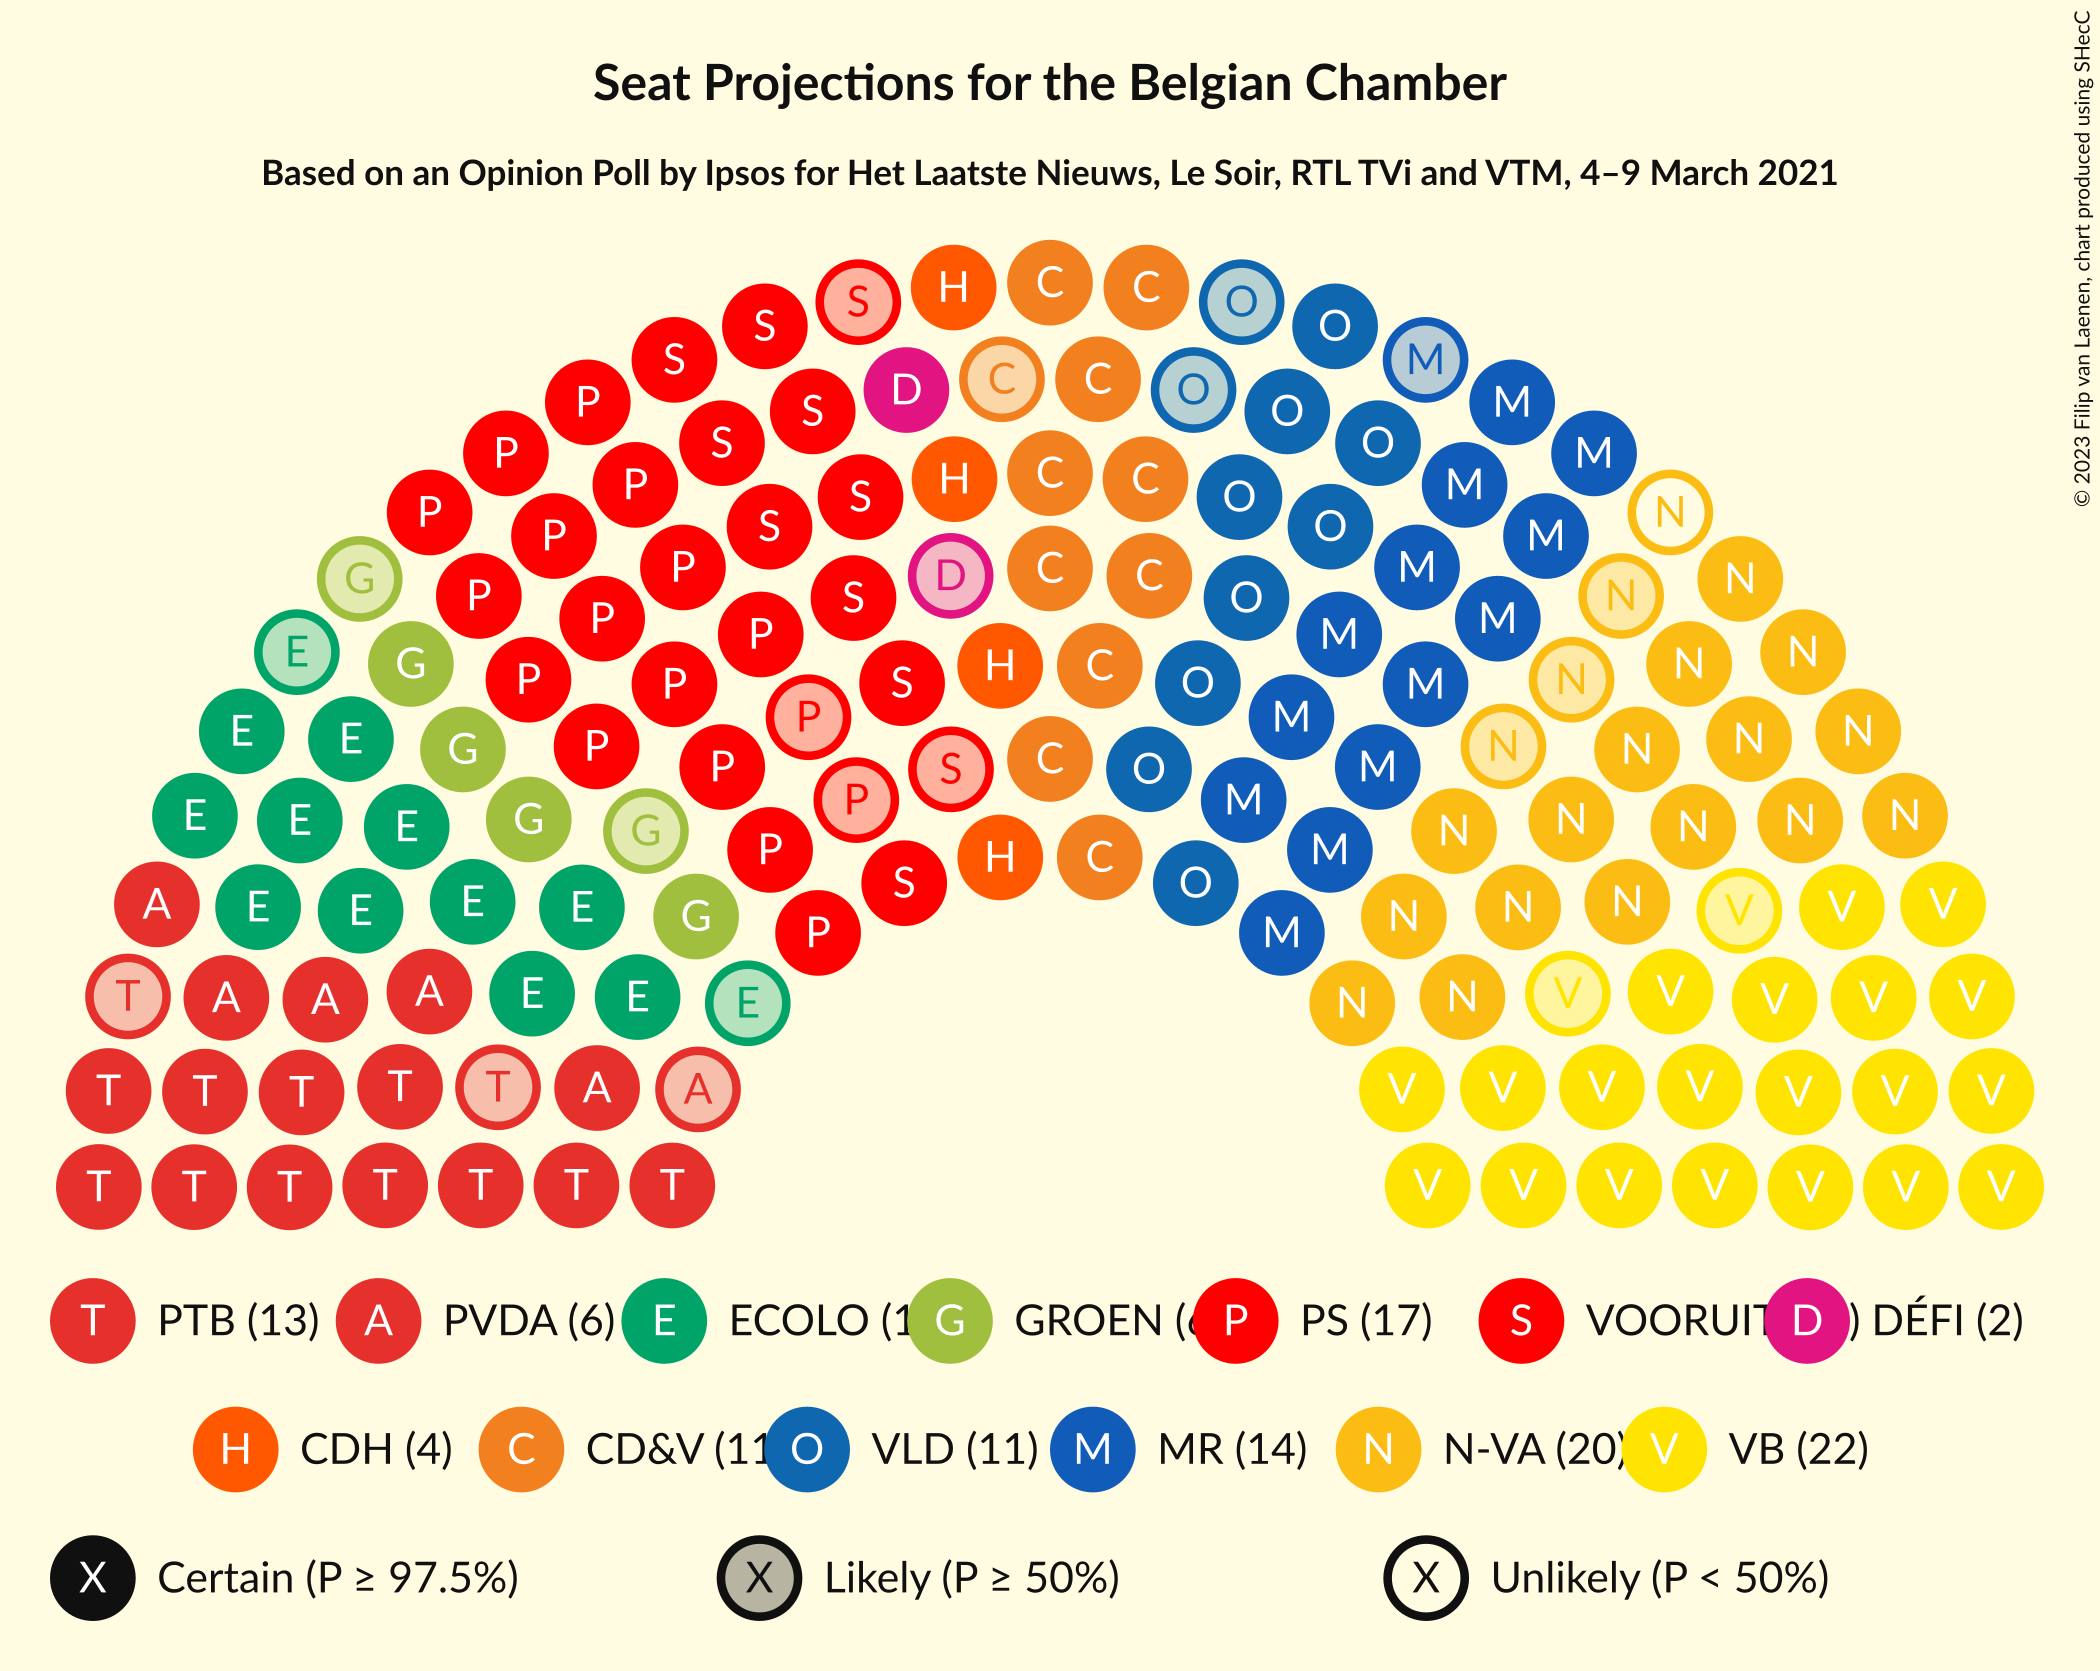 Seat Projections for the Belgian Chamber
Based on an Opinion Poll by Ipsos for Het Laatste Nieuws, Le Soir, RTL TVi and VTM, 4–9 March 2021
© 2023 Filip van Laenen, chart produced using SHecC
H C C
S O
S O
S M
P D C C O M
S O
P S O M
P M
P H C C N
P S O M
G P S O M N
P D C C N
P S O M
E G P M N
P H C N
P S O M
E E G P M N N N
P C N
E E E G G P S O M N N N N N
P H C M
A E E E E G P S O M N N N V V V
T A A A E E E N N V V V V V
T T T T T A A V V V V V V V
T T T T T T T V V V V V V V
T PTB (13) A PVDA (6) E ECOLO (1 G GROEN ( P PS (17) S VOORUIT D ) DÉFI (2)
H CDH (4) C CD&V (11 O VLD (11) M MR (14) N N-VA (20) V VB (22)
X Certain (P ≥ 97.5%) X Likely (P ≥ 50%) X Unlikely (P < 50%)